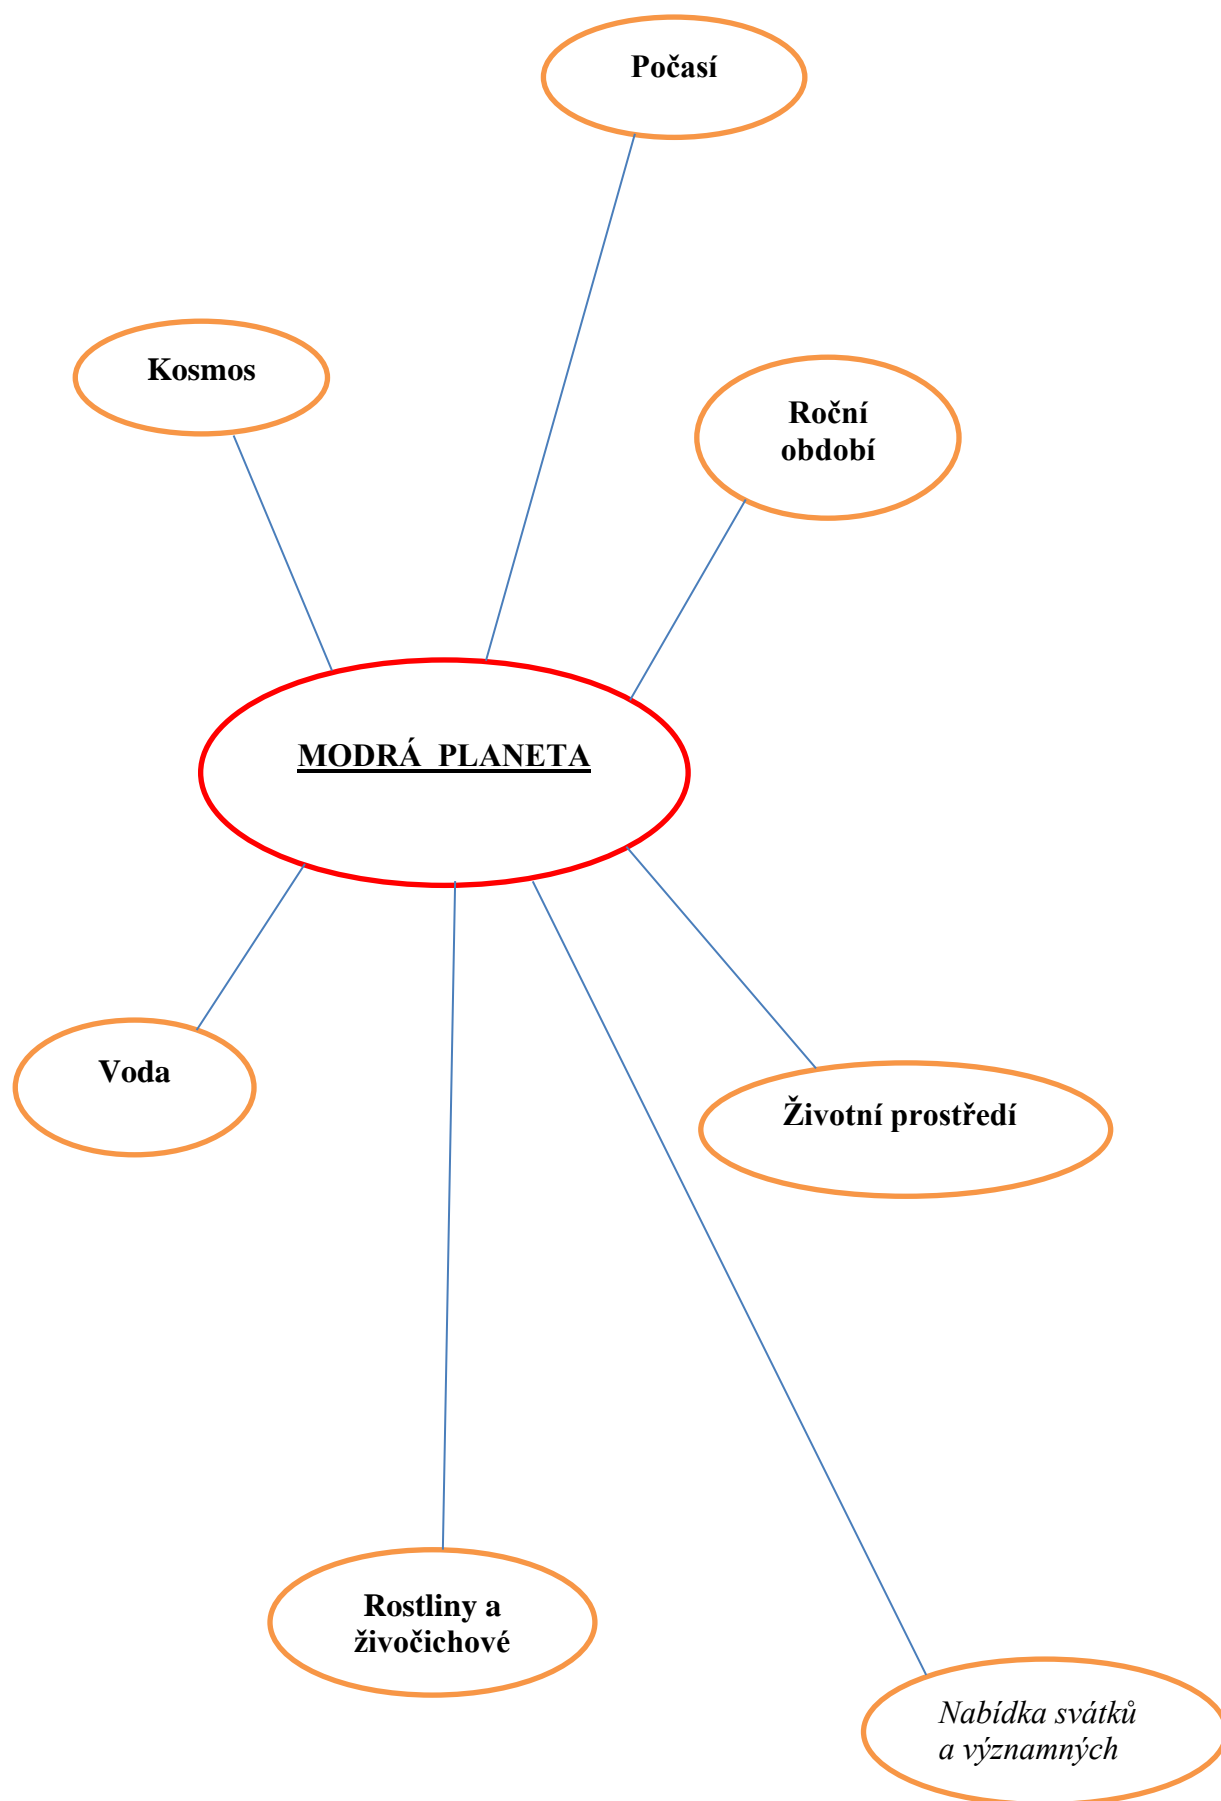 Počasí
Kosmos
Roční
období
MODRÁ PLANETA
Voda
Životní prostředí
Rostliny a
živočichové
Nabídka svátků
a významných